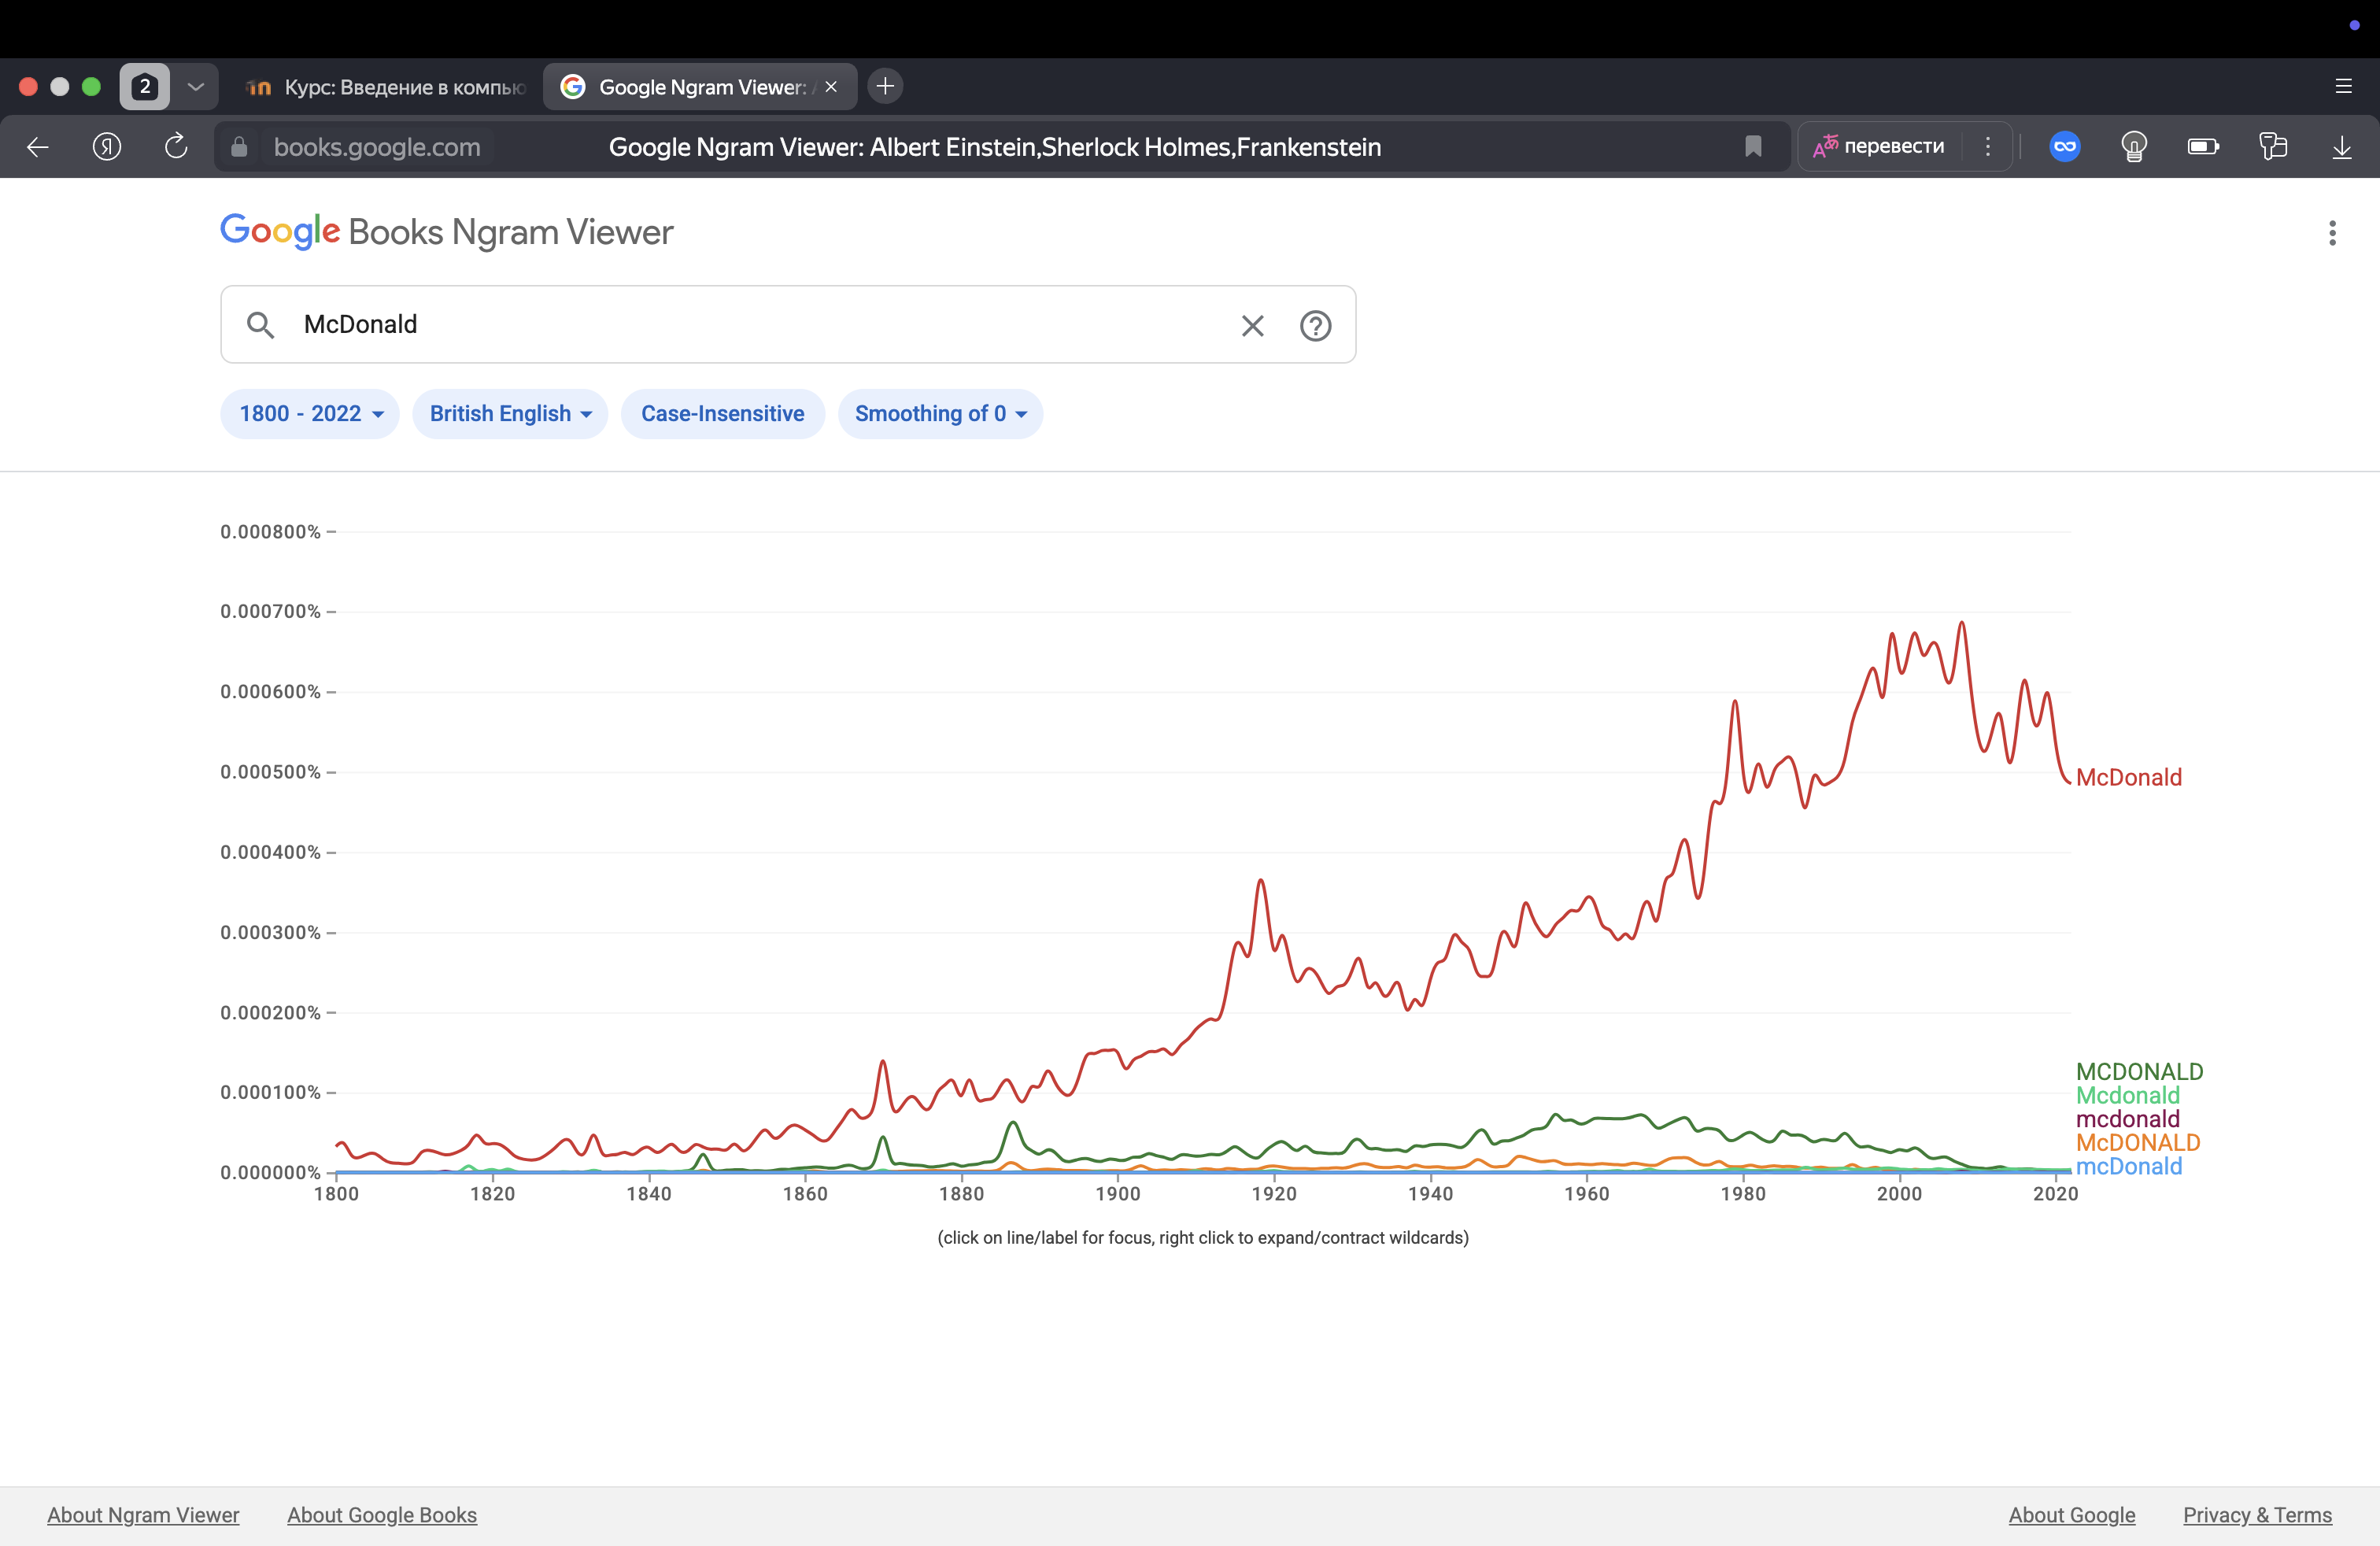 2
Курс: Введение в компью
Google Ngram Viewer:
books.google.com
Google Ngram Viewer: Albert Einstein,Sherlock Holmes,Frankenstein
перевести
Google Books Ngram Viewer
McDonald
1800 - 2022
British English
Case-Insensitive
Smoothing of 0
0.000800%
0.000700%
0.000600%
0.000500%
0.000400%
0.000300%
0.000200%
0.000100%
0.000000%
McDonald
MCDONALD
Mcdonald
mcdonald
McDONALD
mcDonald
1800 1820 1840 1860 1880 1900 1920 1940 1960 1980 2000 2020
(click on line/label for focus, right click to expand/contract wildcards)
About Ngram Viewer
About Google Books
About Google
Privacy & Terms